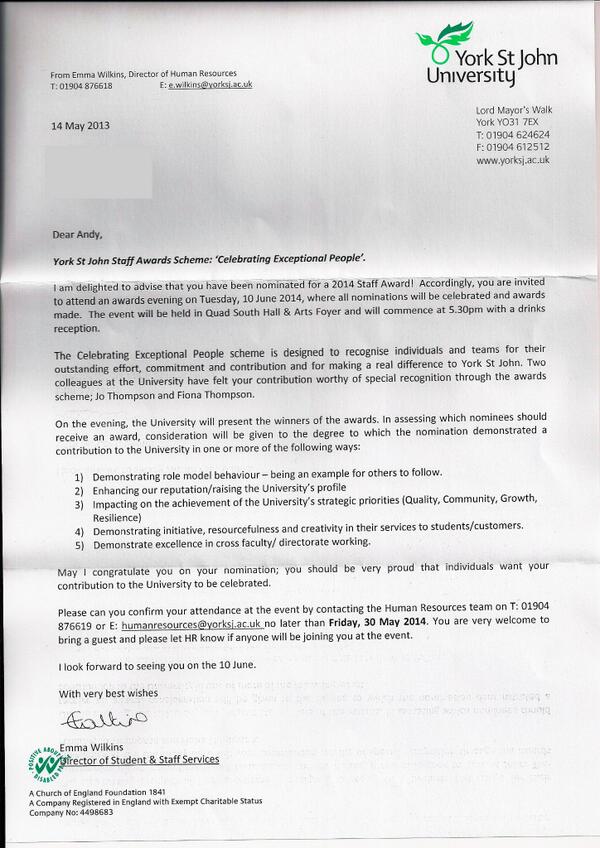 York St John
University
From Emma Wilkins, Director of Human Resources
T: 01904 876618 E: e.wilkins@yorksj.ac.uk
Lord Mayor's Walk
York YO31 7EX
T: 01904 624624
F: 01904 612512
www.yorksj.ac.uk
14 May 2013
Dear Andy,
York St John Staff Awards Scheme: 'Celebrating Exceptional People'.
I am delighted to advise that you have been nominated for a 2014 Staff Award! Accordingly, you are invited
to attend an awards evening on Tuesday, 10 June 2014, where all nominations will be celebrated and awards
made. The event will be held in Quad South Hall & Arts Foyer and will commence at 5.30pm with a drinks
reception.
The Celebrating Exceptional People scheme is designed to recognise individuals and teams for their
outstanding effort, commitment and contribution and for making a real difference to York St John. Two
colleagues at the University have felt your contribution worthy of special recognition through the awards
scheme; Jo Thompson and Fiona Thompson.
On the evening, the University will present the winners of the awards. In assessing which nominees should
receive an award, consideration will be given to the degree to which the nomination demonstrated a
contribution to the University in one or more of the following ways:
1) Demonstrating role model behaviour – being an example for others to follow.
2) Enhancing our reputation/raising the University's profile
3) Impacting on the achievement of the University's strategic priorities (Quality, Community, Growth,
Resilience)
4) Demonstrating initiative, resourcefulness and creativity in their services to students/customers.
5) Demonstrate excellence in cross faculty/ directorate working.
May I congratulate you on your nomination; you should be very proud that individuals want your
contribution to the University to be celebrated.
Please can you confirm your attendance at the event by contacting the Human Resources team on T: 01904
876619 or E: humanresources@yorksj.ac.uk no later than Friday, 30 May 2014. You are very welcome to
bring a guest and please let HR know if anyone will be joining you at the event.
I look forward to seeing you on the 10 June.
With very best wishes
EWilkins
Emma Wilkins
Director of Student & Staff Services
POSITIVE ABOUT
DISABLED PEOPLE
A Church of England Foundation 1841
A Company Registered in England with Exempt Charitable Status
Company No: 4498683